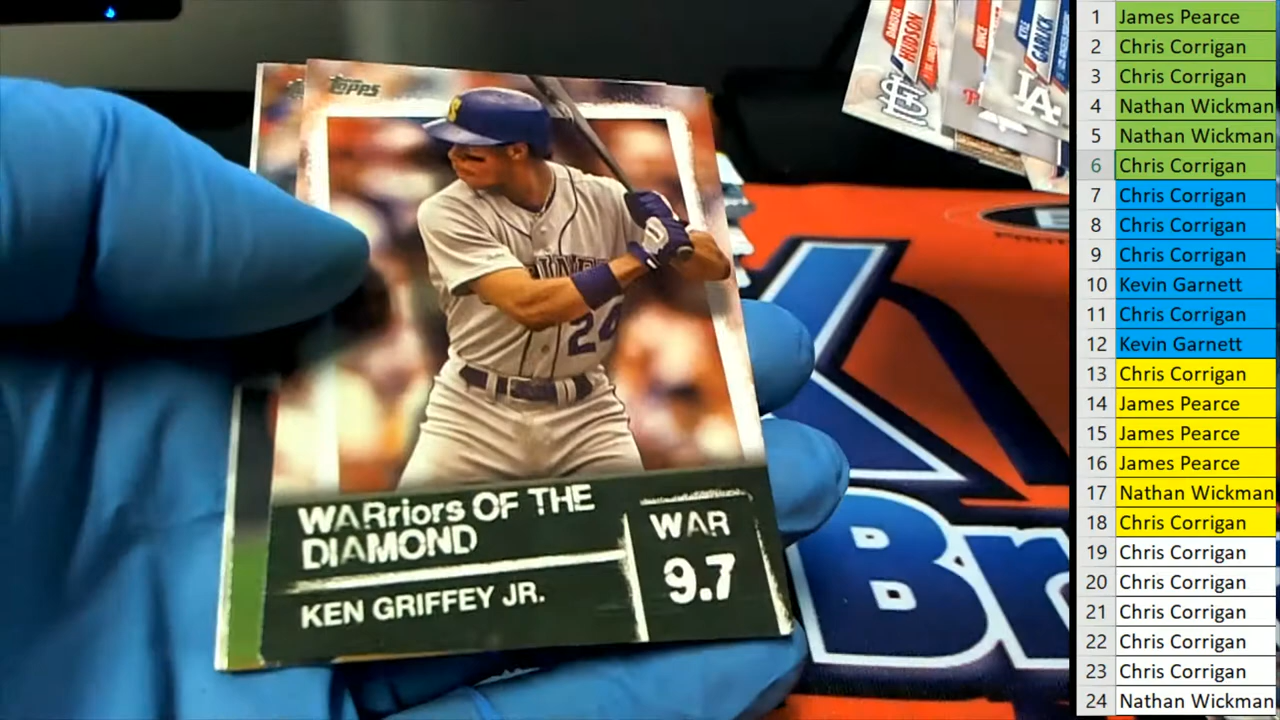 TOPPS
S
24
WARriors OF THE
DIAMOND
KEN GRIFFEY JR.
WAR
9.7
DAKOTA
HUDSON
KYLE
GARLICK
LA
Br
1 James Pearce
2 Chris Corrigan
3 Chris Corrigan
4 Nathan Wickman
5 Nathan Wickman
6 Chris Corrigan
7 Chris Corrigan
8 Chris Corrigan
9 Chris Corrigan
10 Kevin Garnett
11 Chris Corrigan
12 Kevin Garnett
13 Chris Corrigan
14 James Pearce
15 James Pearce
16 James Pearce
17 Nathan Wickman
18 Chris Corrigan
19 Chris Corrigan
20 Chris Corrigan
21 Chris Corrigan
22 Chris Corrigan
23 Chris Corrigan
24 Nathan Wickman